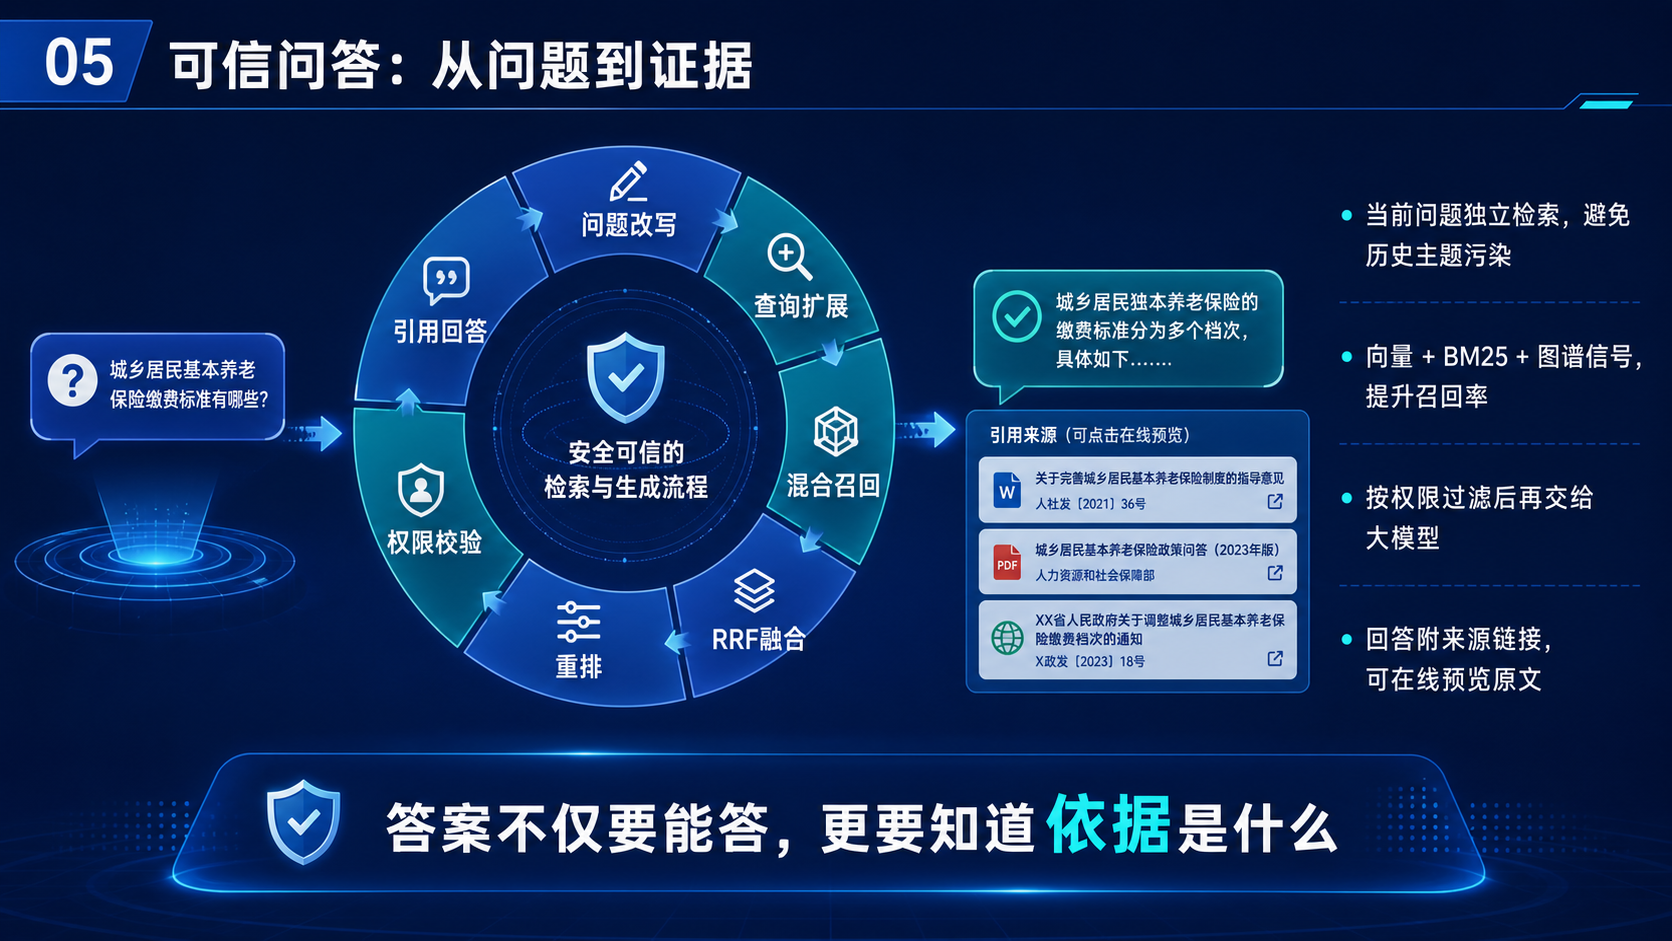 05
可信问答：从问题到证据
城乡居民基本养老
保险缴费标准有哪些?
问题改写
查询扩展
混合召回
RRF融合
重排
权限校验
引用回答
安全可信的
检索与生成流程
城乡居民独本养老保险的
缴费标准分为多个档次，
具体如下.......
引用来源（可点击在线预览）
W
关于完善城乡居民基本养老保险制度的指导意见
人社发〔2021〕36号
PDF
城乡居民基本养老保险政策问答（2023年版）
人力资源和社会保障部
XX省人民政府关于调整城乡居民基本养老保
险缴费档次的通知
X政发〔2023〕18号
• 当前问题独立检索，避免
历史主题污染
• 向量 + BM25 + 图谱信号，
提升召回率
• 按权限过滤后再交给
大模型
• 回答附来源链接，
可在线预览原文
答案不仅要能答，更要知道依据是什么